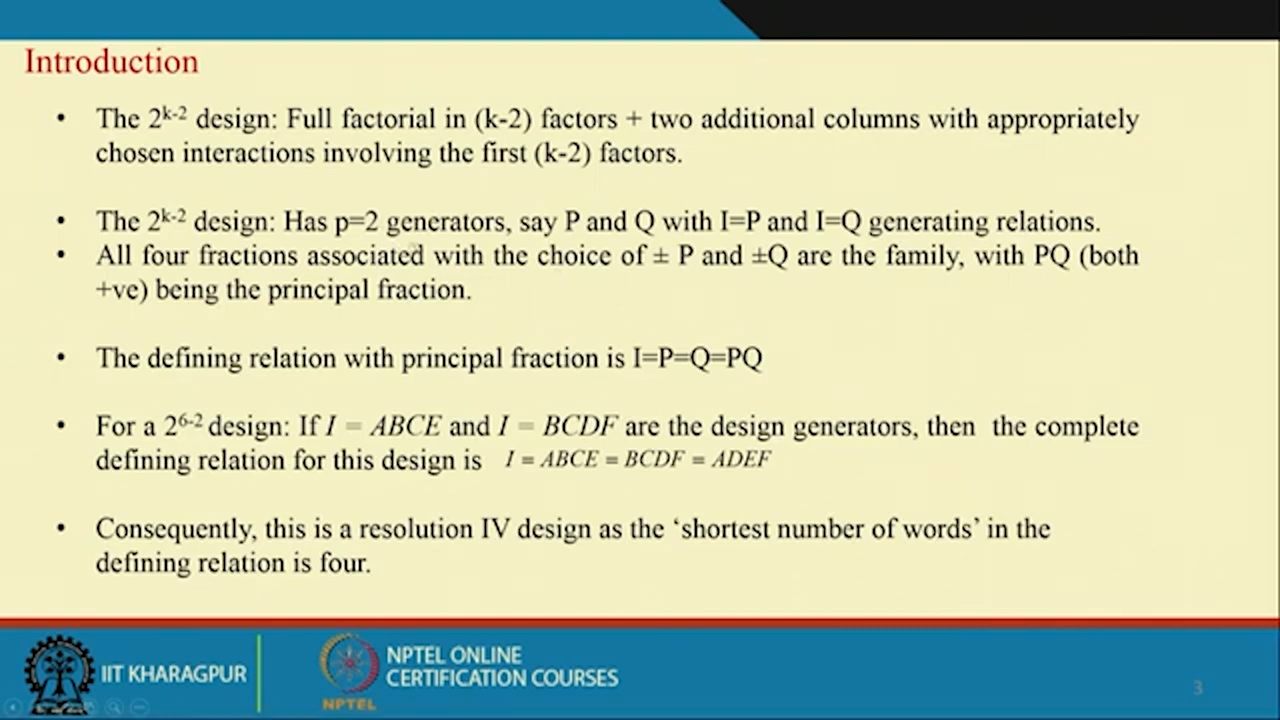 Introduction
• The 2^k-2 design: Full factorial in (k-2) factors + two additional columns with appropriately
chosen interactions involving the first (k-2) factors.
• The 2^k-2 design: Has p=2 generators, say P and Q with I=P and I=Q generating relations.
• All four fractions associated with the choice of ± P and ±Q are the family, with PQ (both
+ve) being the principal fraction.
• The defining relation with principal fraction is I=P=Q=PQ
• For a 2^6-2 design: If I = ABCE and I = BCDF are the design generators, then the complete
defining relation for this design is I = ABCE = BCDF = ADEF
• Consequently, this is a resolution IV design as the ‘shortest number of words’ in the
defining relation is four.
IIT KHARAGPUR
NPTEL
NPTEL ONLINE
CERTIFICATION COURSES
3